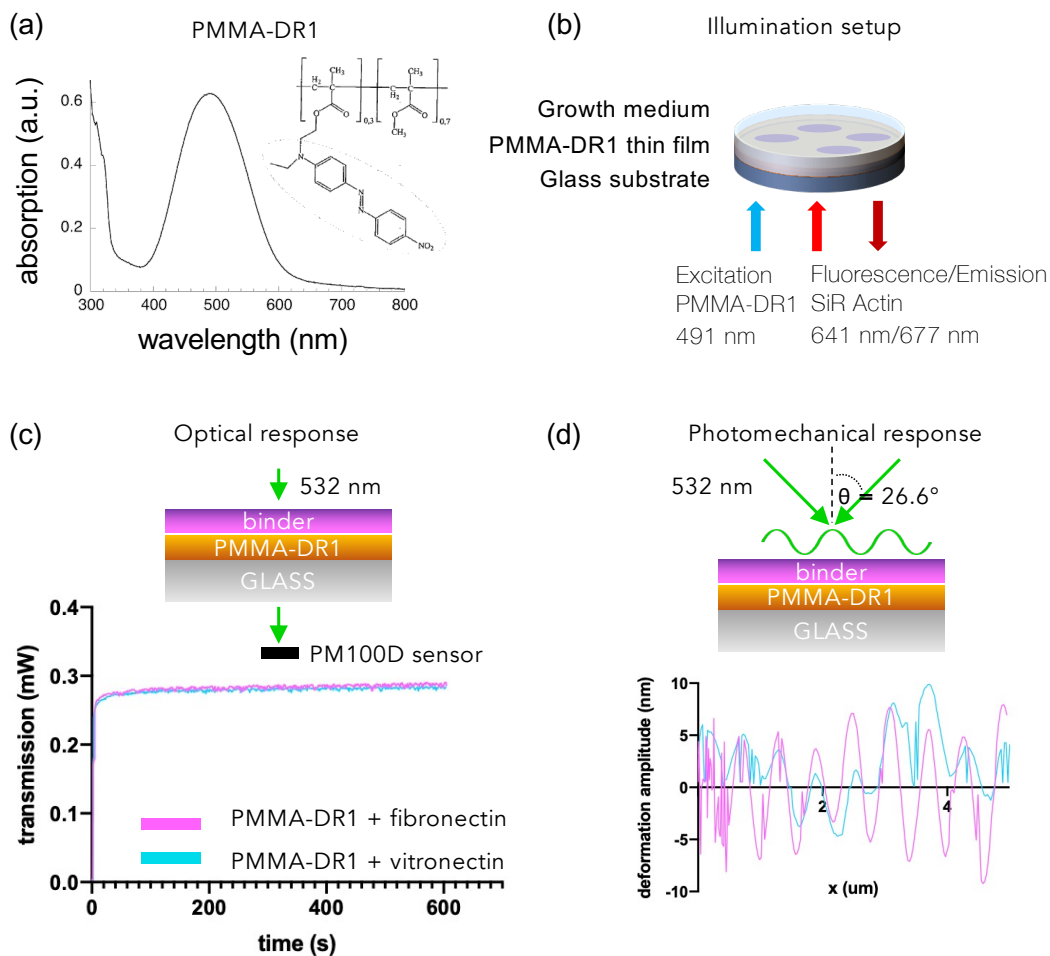 (a)
PMMA-DR1
absorption (a.u.)
0.6
0.4
0.2
0
300
400
500
600
700
800
wavelength (nm)
H₂C
CH₃
O
O
0,3
H₂C
CH₃
O
O
CH₃
0,7
N
N
N
NO₂
(b)
Illumination setup
Growth medium
PMMA-DR1 thin film
Glass substrate
Excitation
PMMA-DR1
491 nm
Fluorescence/Emission
SiR Actin
641 nm/677 nm
(c)
Optical response
532 nm
binder
PMMA-DR1
GLASS
PM100D sensor
transmission (mW)
0.4
0.3
0.2
0.1
0.0
0
200
400
600
time (s)
PMMA-DR1 + fibronectin
PMMA-DR1 + vitronectin
(d)
Photomechanical response
532 nm
θ = 26.6°
binder
PMMA-DR1
GLASS
deformation amplitude (nm)
10
5
0
-5
-10
2
4
x (um)